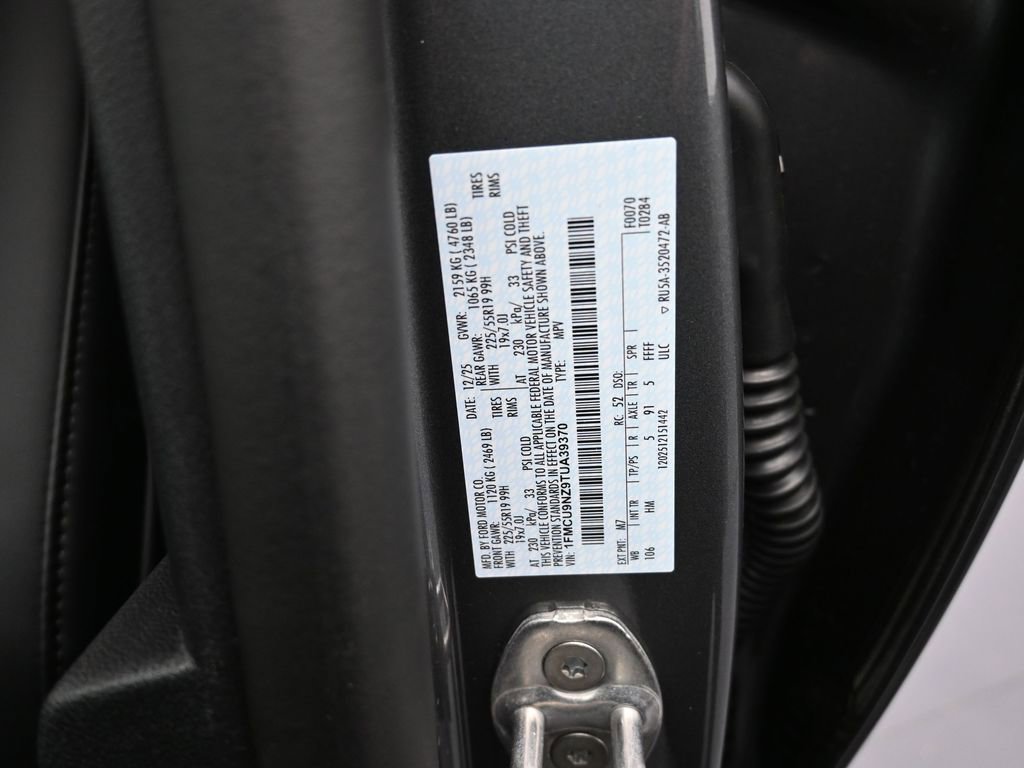 MFD. BY FORD MOTOR CO. DATE: 12/25 GVWR: 2159 KG ( 4760 LB)
FRONT GAWR: 1120 KG ( 2469 LB) REAR GAWR: 1065 KG ( 2348 LB)
WITH 225/55R19 99H TIRES WITH 225/55R19 99H TIRES
19x7.0J RIMS 19x7.0J RIMS
AT 230 kPa/ 33 PSI COLD AT 230 kPa/ 33 PSI COLD
THIS VEHICLE CONFORMS TO ALL APPLICABLE FEDERAL MOTOR VEHICLE SAFETY AND THEFT
PREVENTION STANDARDS IN EFFECT ON THE DATE OF MANUFACTURE SHOWN ABOVE.
VIN: 1FMCU9NZ9TUA39370 TYPE: MPV
EXT PNT: M7 RC: 52 DSO: F0070
WB INT TR TP/PS R AXLE TR SPR T0284
106 HM 5 91 5 FFFF
1202512151442 ULC ▽ RU5A-3520472-AB